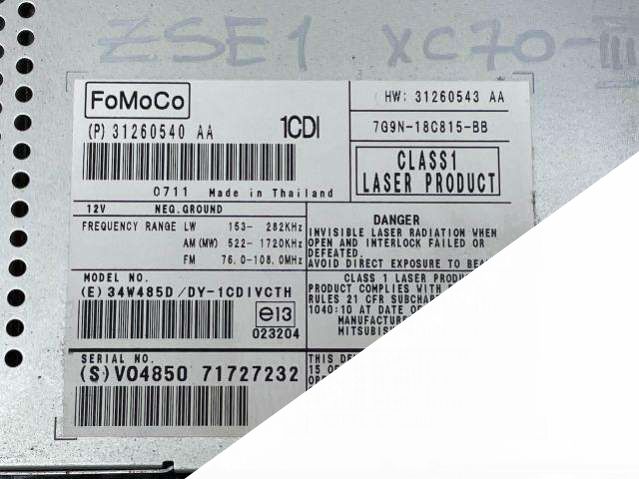 ZSE1 XC70-III
FoMoCo
(P) 31260540 AA 1CDI
0711 Made in Thailand
HW: 31260543 AA
7G9N-18C815-BB
CLASS1
LASER PRODUCT
12V NEG.GROUND
FREQUENCY RANGE LW 153- 282KHz
AM(MW) 522- 1720KHz
FM 76.0-108.0MHz
DANGER
INVISIBLE LASER RADIATION WHEN
OPEN AND INTERLOCK FAILED OR
DEFEATED.
AVOID DIRECT EXPOSURE TO
MODEL NO.
(E) 34W485D/DY-1CDIVCTH
e13
023204
CLASS 1 LASER
PRODUCT COMPLIES WITH
RULES 21 CFR
1040:10 AT DATE OF
SERIAL NO.
(S)VO4850 71727232
THIS
15